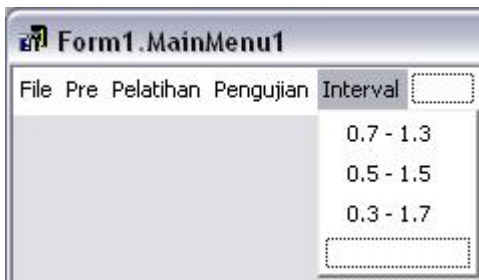 Form1.MainMenu1
File Pre Pelatihan Pengujian Interval
0.7 - 1.3
0.5 - 1.5
0.3 - 1.7